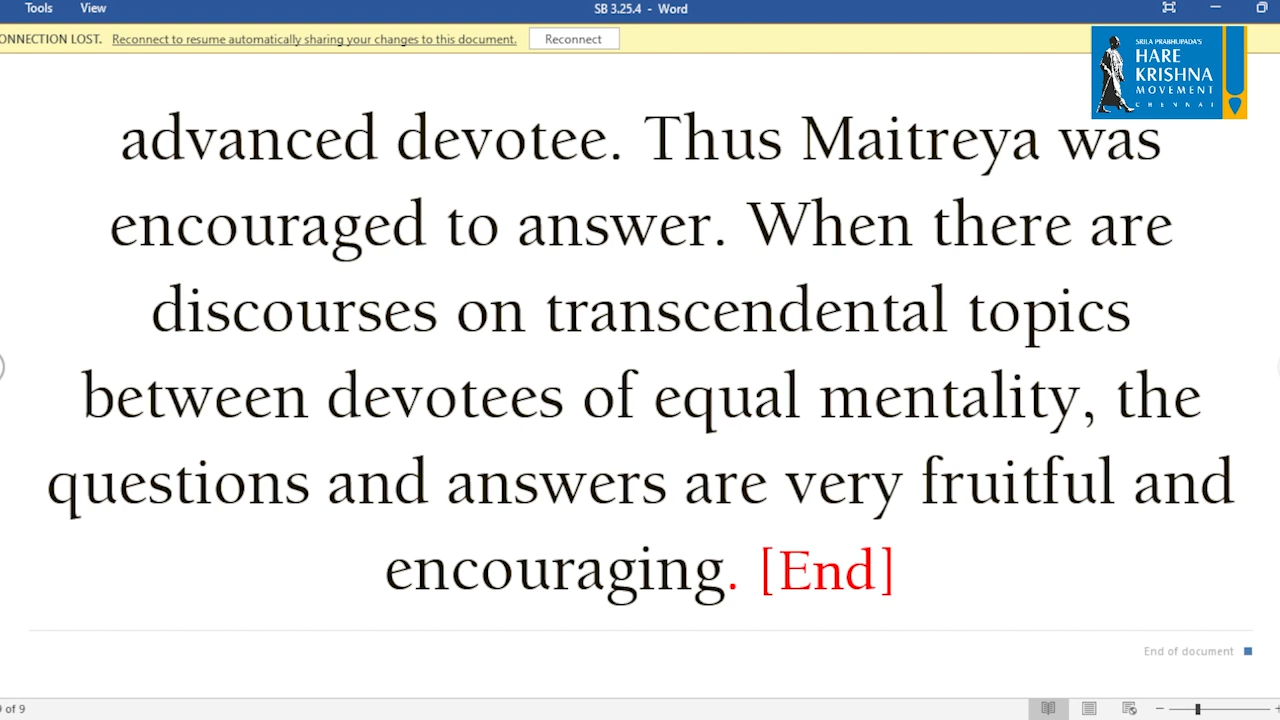 Tools View SB 3.25.4 - Word
ONNECTION LOST. Reconnect to resume automatically sharing your changes to this document. Reconnect
SRILA PRABHUPADA'S
HARE
KRISHNA
MOVEMENT
CHENNAI
advanced devotee. Thus Maitreya was
encouraged to answer. When there are
discourses on transcendental topics
between devotees of equal mentality, the
questions and answers are very fruitful and
encouraging. [End]
End of document
9 of 9